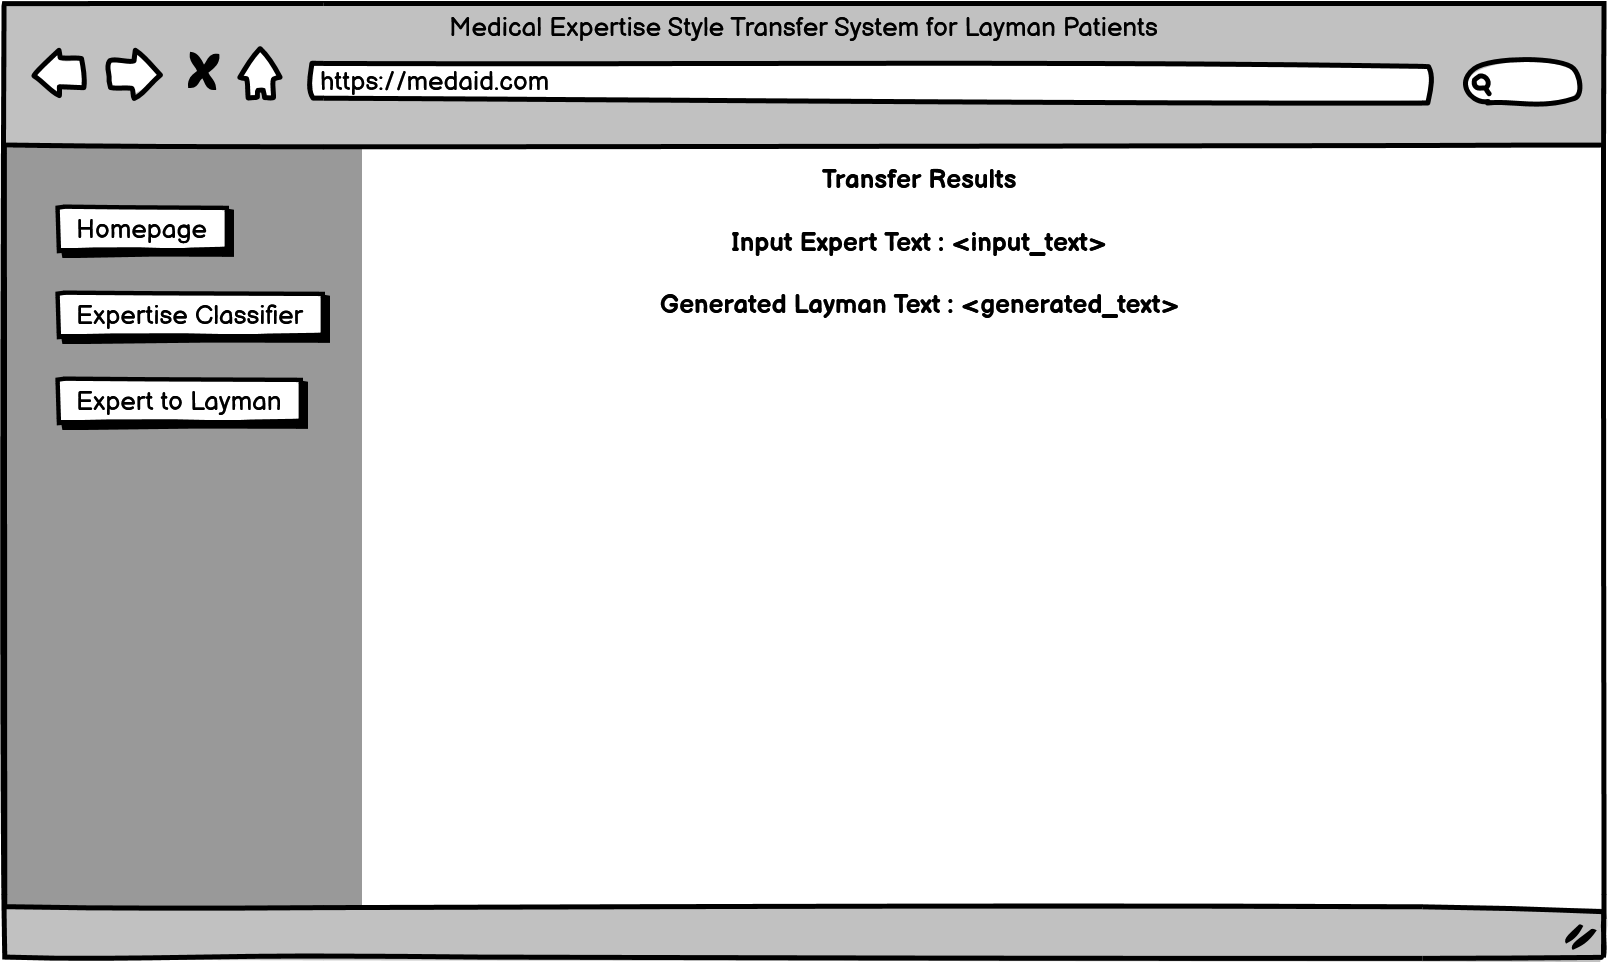 Medical Expertise Style Transfer System for Layman Patients
https://medaid.com
Homepage
Expertise Classifier
Expert to Layman
Transfer Results
Input Expert Text : <input_text>
Generated Layman Text : <generated_text>